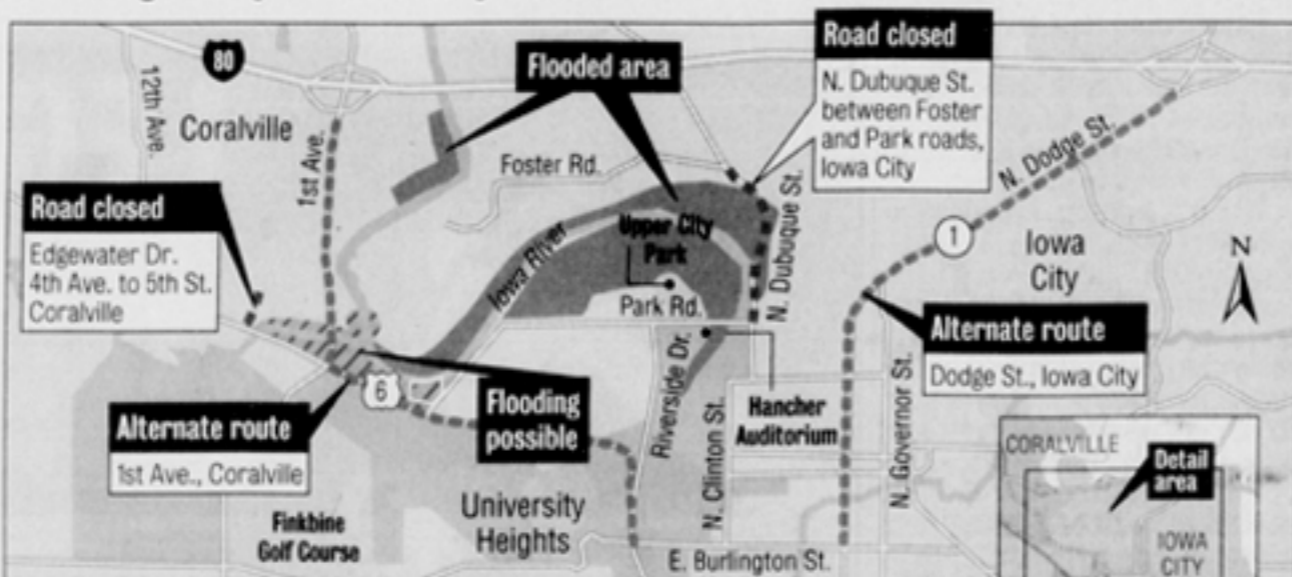 80
12th Ave.
Coralville
1st Ave.
Flooded area
Road closed
N. Dubuque St.
between Foster
and Park roads,
Iowa City
Foster Rd.
N. Dodge St.
Road closed
Edgewater Dr.
4th Ave. to 5th St.
Coralville
Iowa River
Upper City
Park
Park Rd.
N. Dubuque St.
1
Iowa
City
N
Alternate route
Dodge St., Iowa City
6
Alternate route
1st Ave., Coralville
Flooding
possible
Riverside Dr.
Hancher
Auditorium
N. Clinton St.
N. Governor St.
University
Heights
Finkbine
Golf Course
E. Burlington St.
CORALVILLE
Detail
area
IOWA
CITY